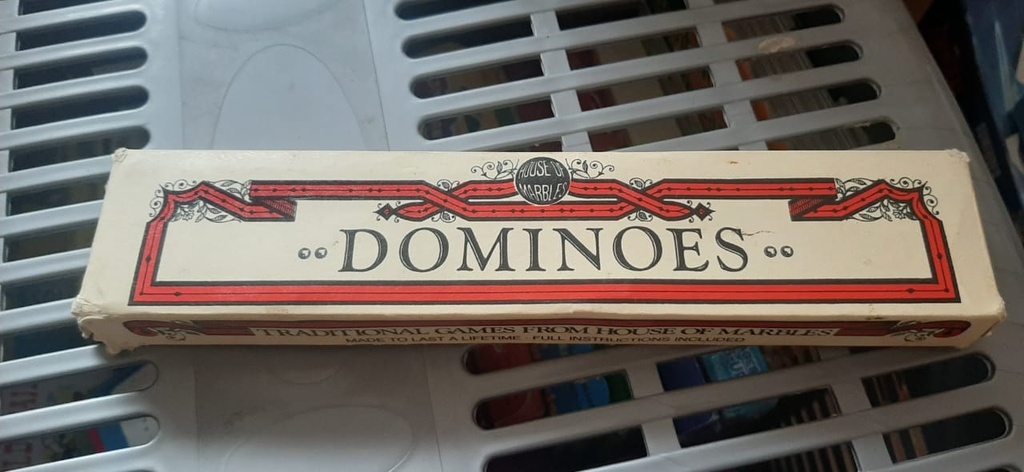 HOUSE OF
MARBLES
DOMINOES
TRADITIONAL GAMES FROM HOUSE OF MARBLES
MADE TO LAST A LIFETIME · FULL INSTRUCTIONS INCLUDED